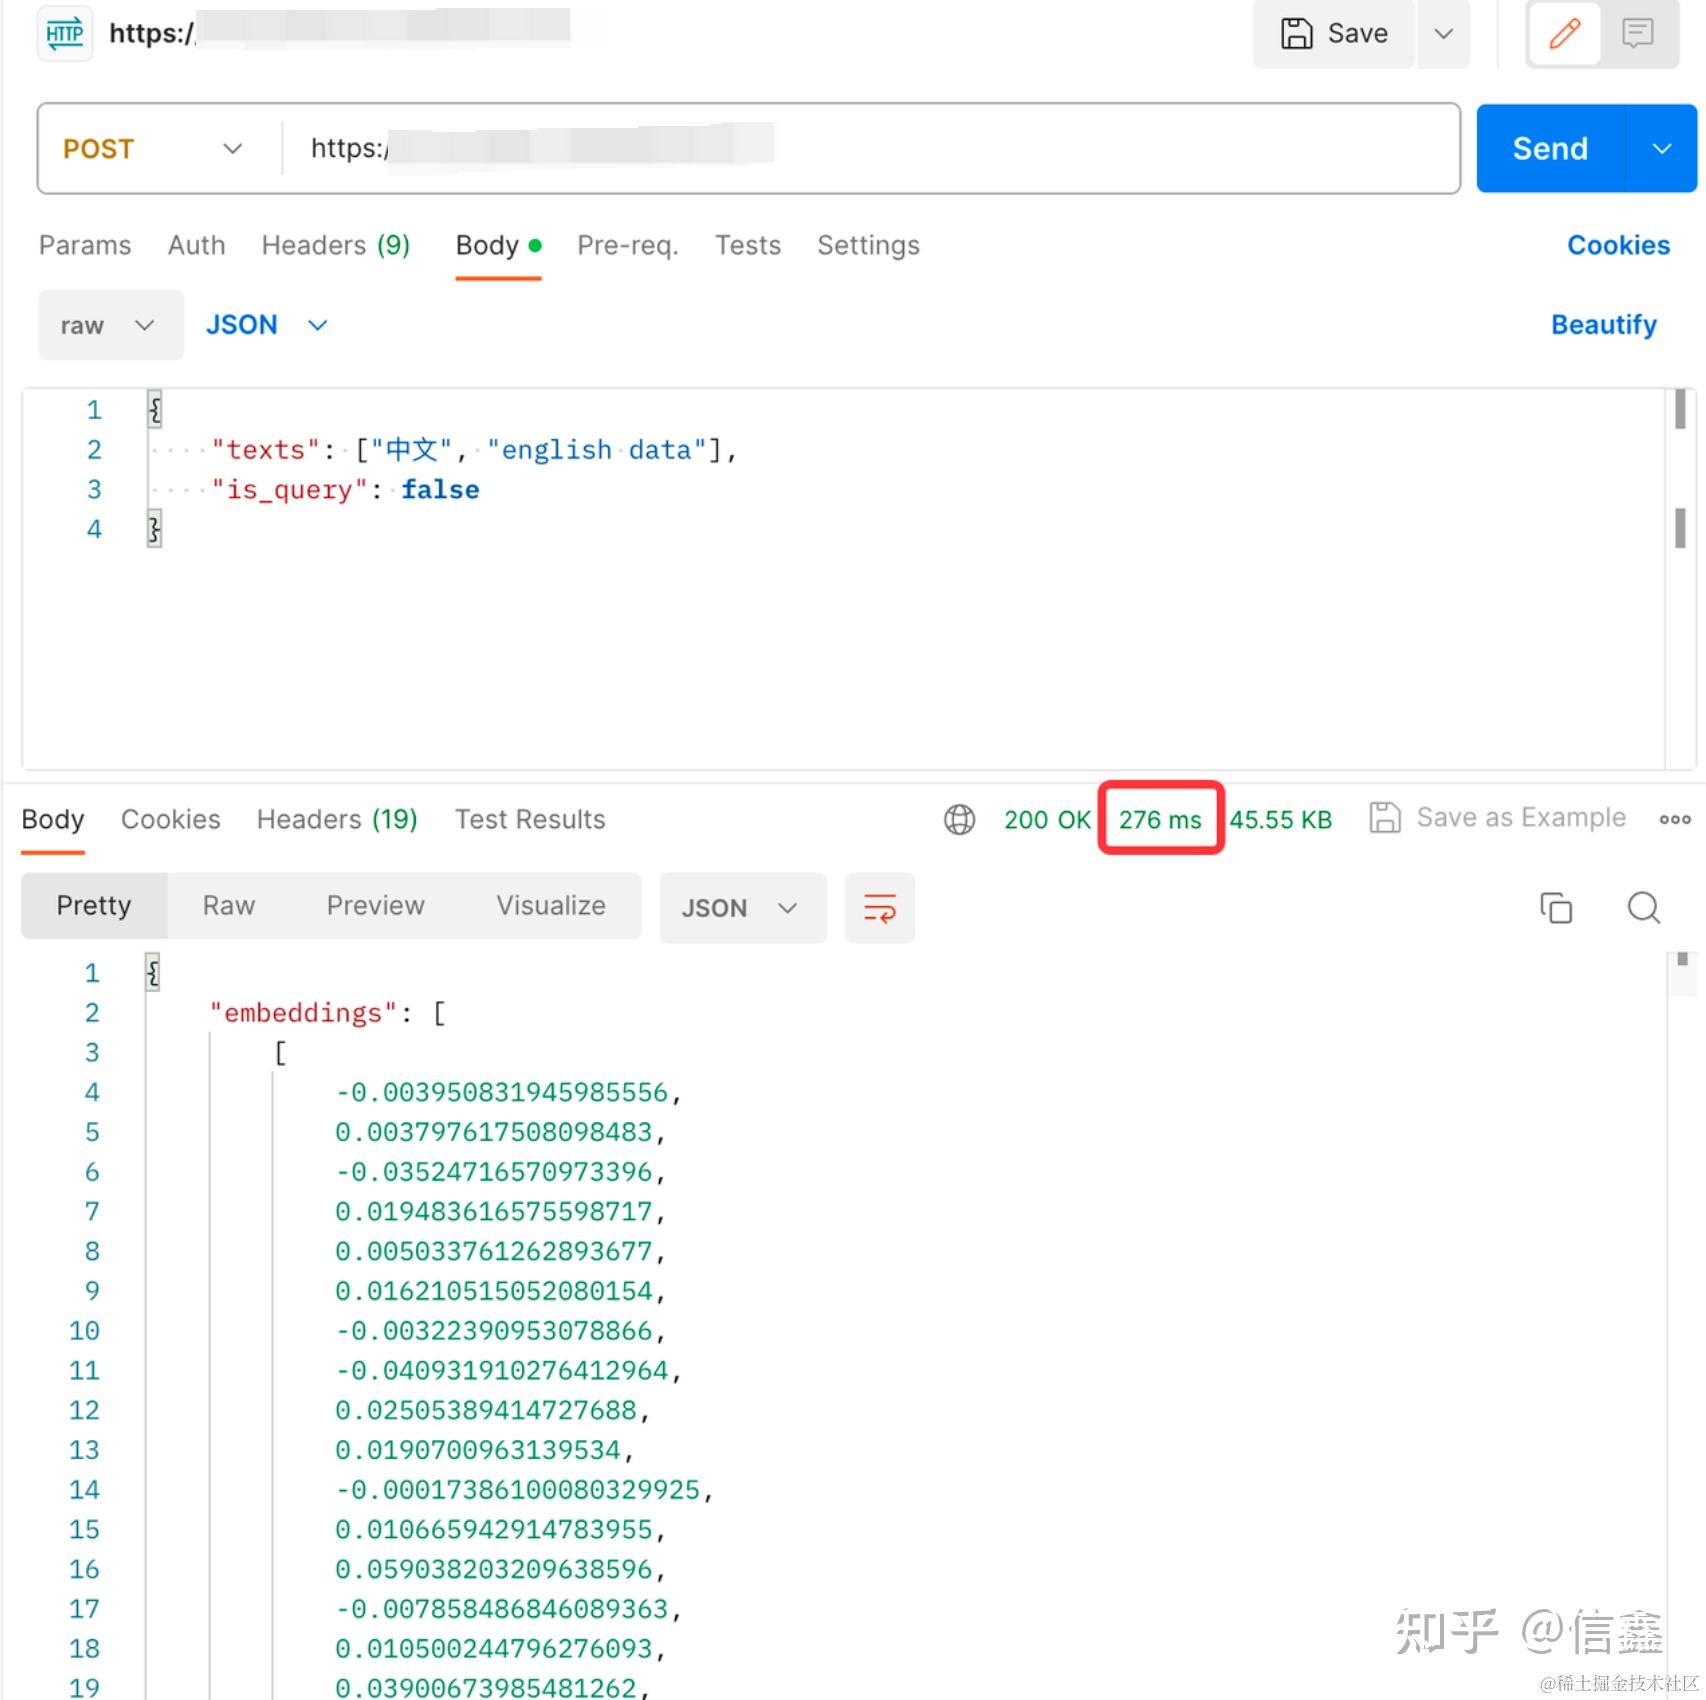 HTTP https:/ Save
POST https:/ Send
Params Auth Headers (9) Body Pre-req. Tests Settings Cookies
raw JSON Beautify
1 {
2 "texts": ["中文", "english data"],
3 "is_query": false
4 }
Body Cookies Headers (19) Test Results 200 OK 276 ms 45.55 KB Save as Example
Pretty Raw Preview Visualize JSON
1 {
2 "embeddings": [
3 [
4 -0.003950831945985556,
5 0.003797617508098483,
6 -0.03524716570973396,
7 0.019483616575598717,
8 0.005033761262893677,
9 0.016210515052080154,
10 -0.00322390953078866,
11 -0.040931910276412964,
12 0.02505389414727688,
13 0.0190700963139534,
14 -0.00017386100080329925,
15 0.010665942914783955,
16 0.059038203209638596,
17 -0.007858486846089363,
18 0.010500244796276093,
19 0.03900673985481262,
知乎 @信鑫
@稀土掘金技术社区